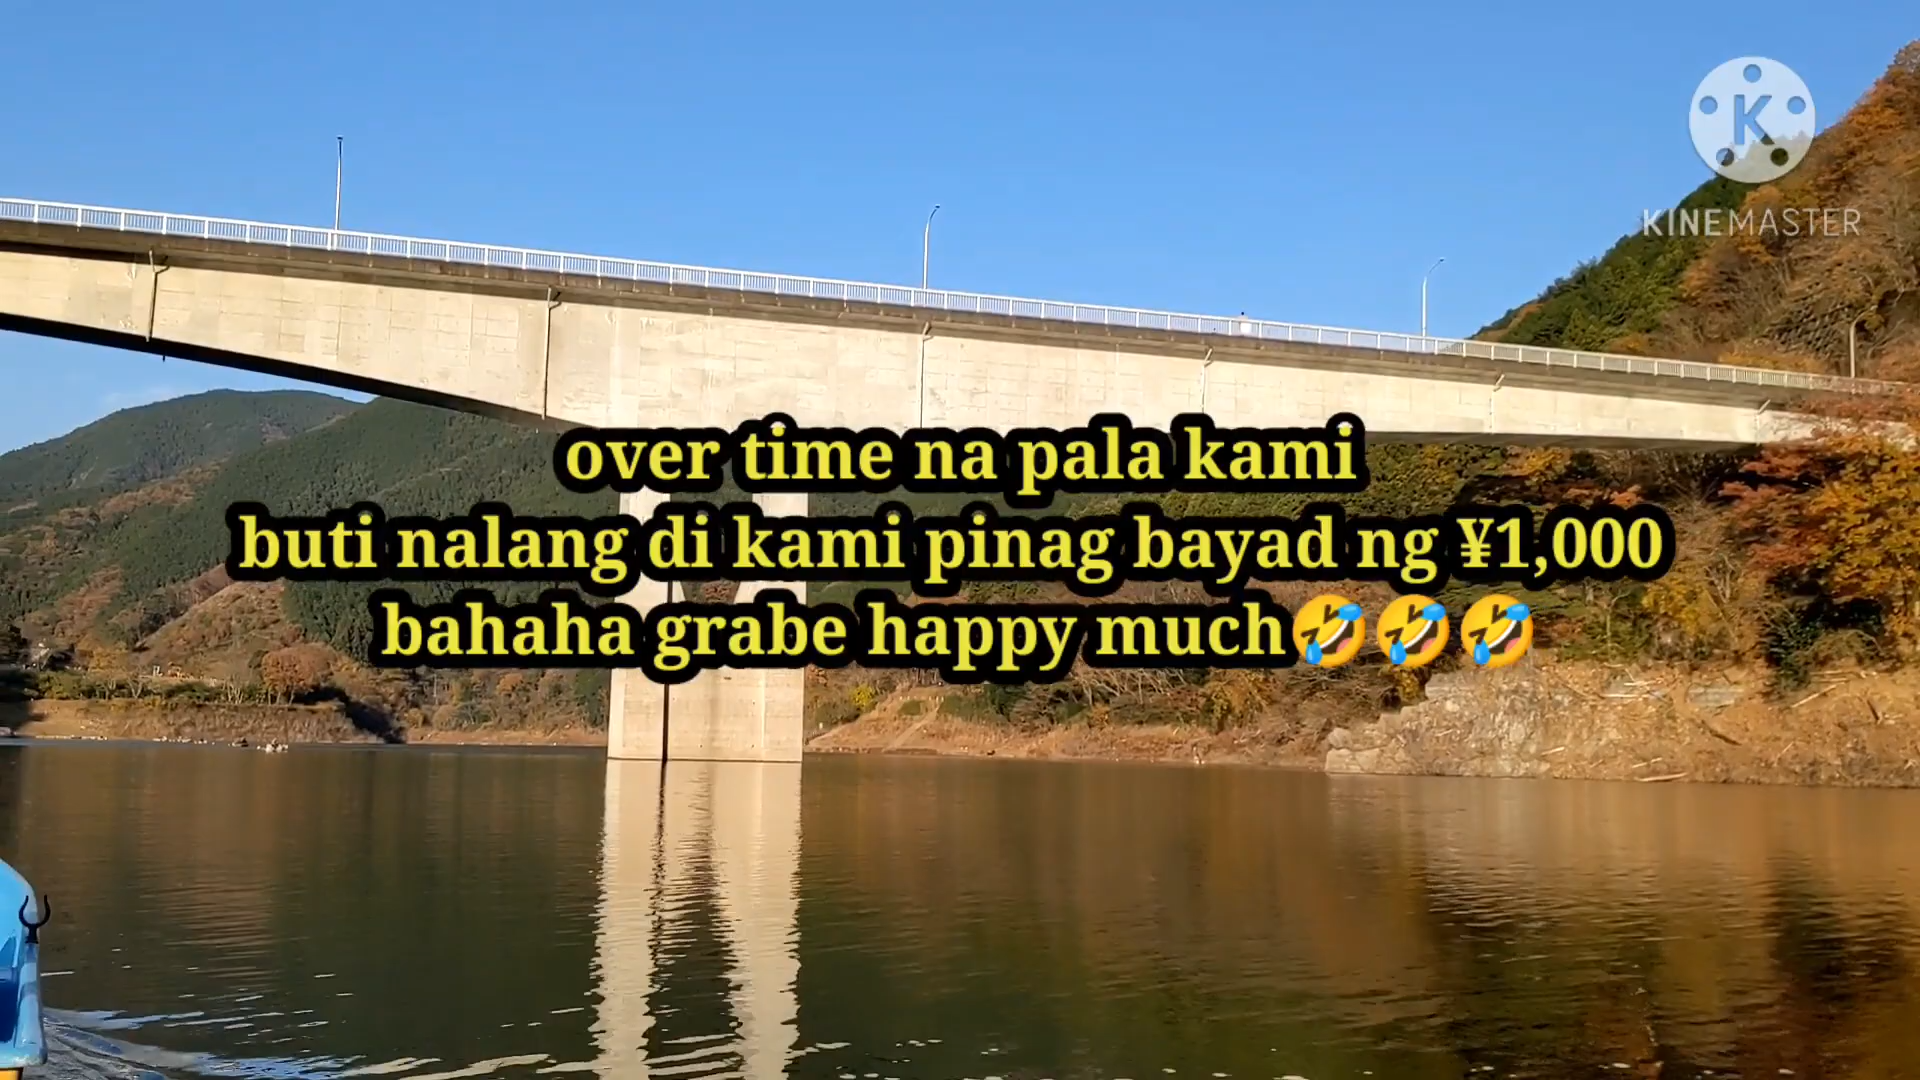 K
KINEMASTER
over time na pala kami
buti nalang di kami pinag bayad ng ¥1,000
bahaha grabe happy much🤣🤣🤣